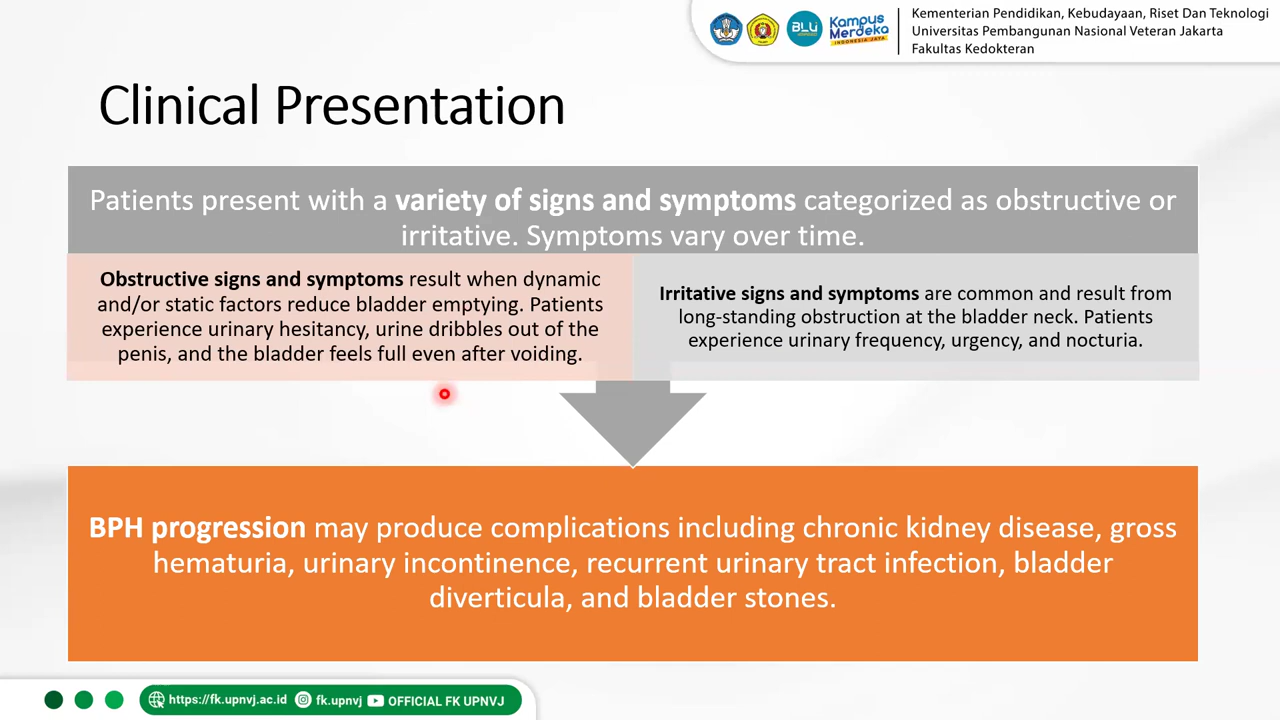 Kementerian Pendidikan, Kebudayaan, Riset Dan Teknologi
Universitas Pembangunan Nasional Veteran Jakarta
Fakultas Kedokteran
BLU
Kampus
Merdeka
INDONESIA JAYA
Clinical Presentation
Patients present with a variety of signs and symptoms categorized as obstructive or
irritative. Symptoms vary over time.
Obstructive signs and symptoms result when dynamic
and/or static factors reduce bladder emptying. Patients
experience urinary hesitancy, urine dribbles out of the
penis, and the bladder feels full even after voiding.
Irritative signs and symptoms are common and result from
long-standing obstruction at the bladder neck. Patients
experience urinary frequency, urgency, and nocturia.
BPH progression may produce complications including chronic kidney disease, gross
hematuria, urinary incontinence, recurrent urinary tract infection, bladder
diverticula, and bladder stones.
https://fk.upnvj.ac.id fk.upnvj OFFICIAL FK UPNVJ